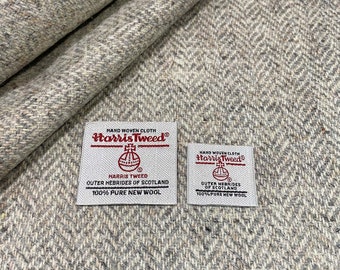 HAND WOVEN CLOTH
Harris Tweed®
®
HARRIS TWEED
OUTER HEBRIDES
OF SCOTLAND
100% PURE NEW WOOL
HAND WOVEN CLOTH
Harris Tweed®
HARRIS TWEED
OUTER HEBRIDES
OF SCOTLAND
100% PURE NEW WOOL